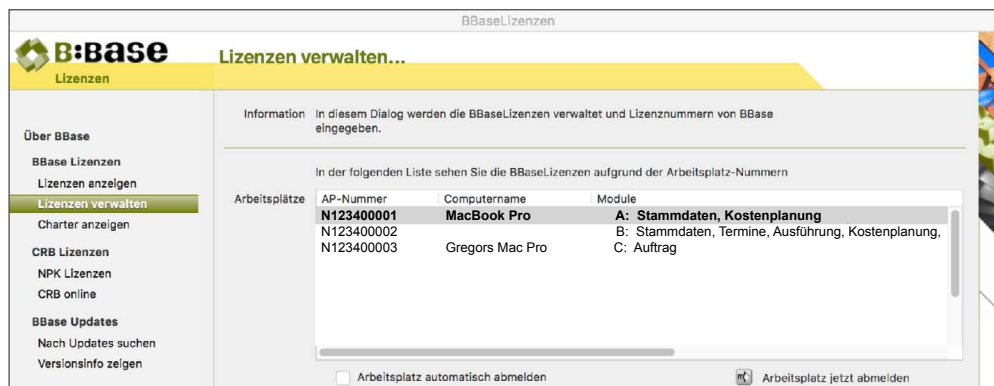 BBaseLizenzen
B:Base
Lizenzen
Lizenzen verwalten...
Über BBase
BBase Lizenzen
Lizenzen anzeigen
Lizenzen verwalten
Charter anzeigen
CRB Lizenzen
NPK Lizenzen
CRB online
BBase Updates
Nach Updates suchen
Versionsinfo zeigen
Information In diesem Dialog werden die BBaseLizenzen verwaltet und Lizenznummern von BBase
eingegeben.
In der folgenden Liste sehen Sie die BBaseLizenzen aufgrund der Arbeitsplatz-Nummern
Arbeitsplätze AP-Nummer Computername Module
N123400001 MacBook Pro A: Stammdaten, Kostenplanung
N123400002 B: Stammdaten, Termine, Ausführung, Kostenplanung,
N123400003 Gregors Mac Pro C: Auftrag
Arbeitsplatz automatisch abmelden Arbeitsplatz jetzt abmelden